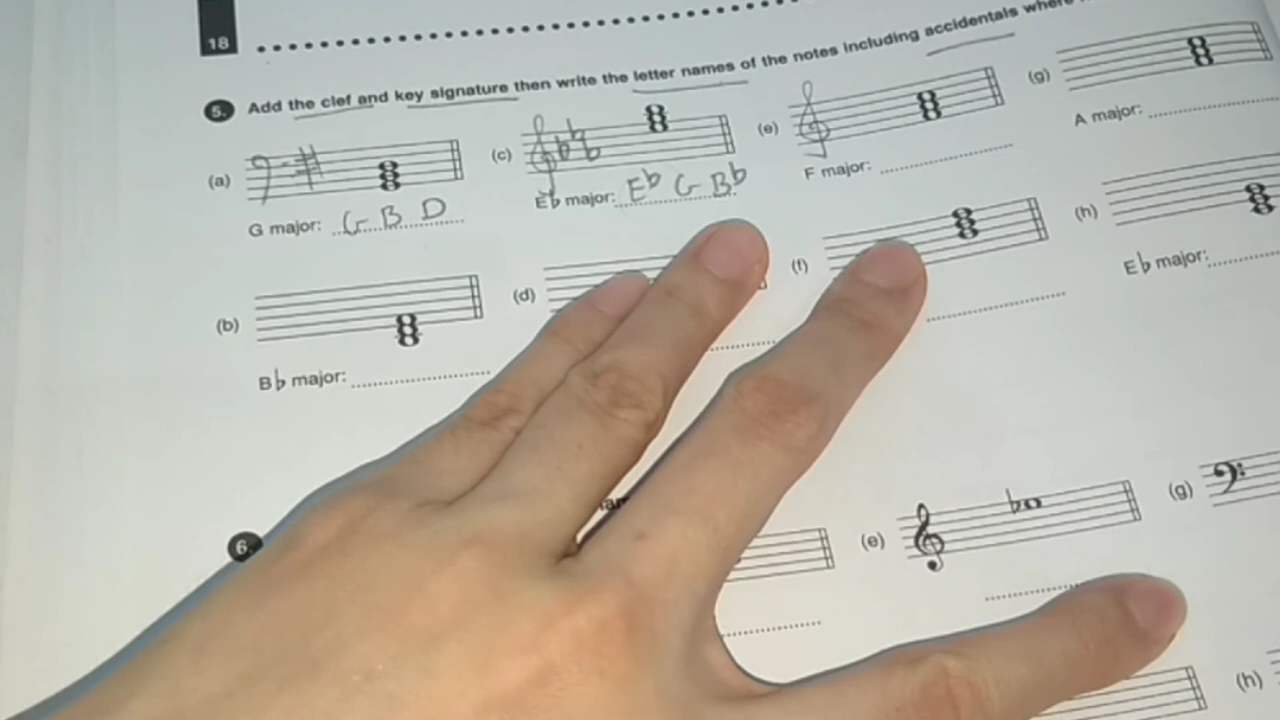 18
5. Add the clef and key signature then write the letter names of the notes including accidentals where
(a)
G major: G B D
(c)
E♭ major: E♭ G B♭
(e)
F major:
(g)
A major:
(b)
B♭ major:
(d)
(f)
(h)
E♭ major:
6.
(e)
(g)
(h)